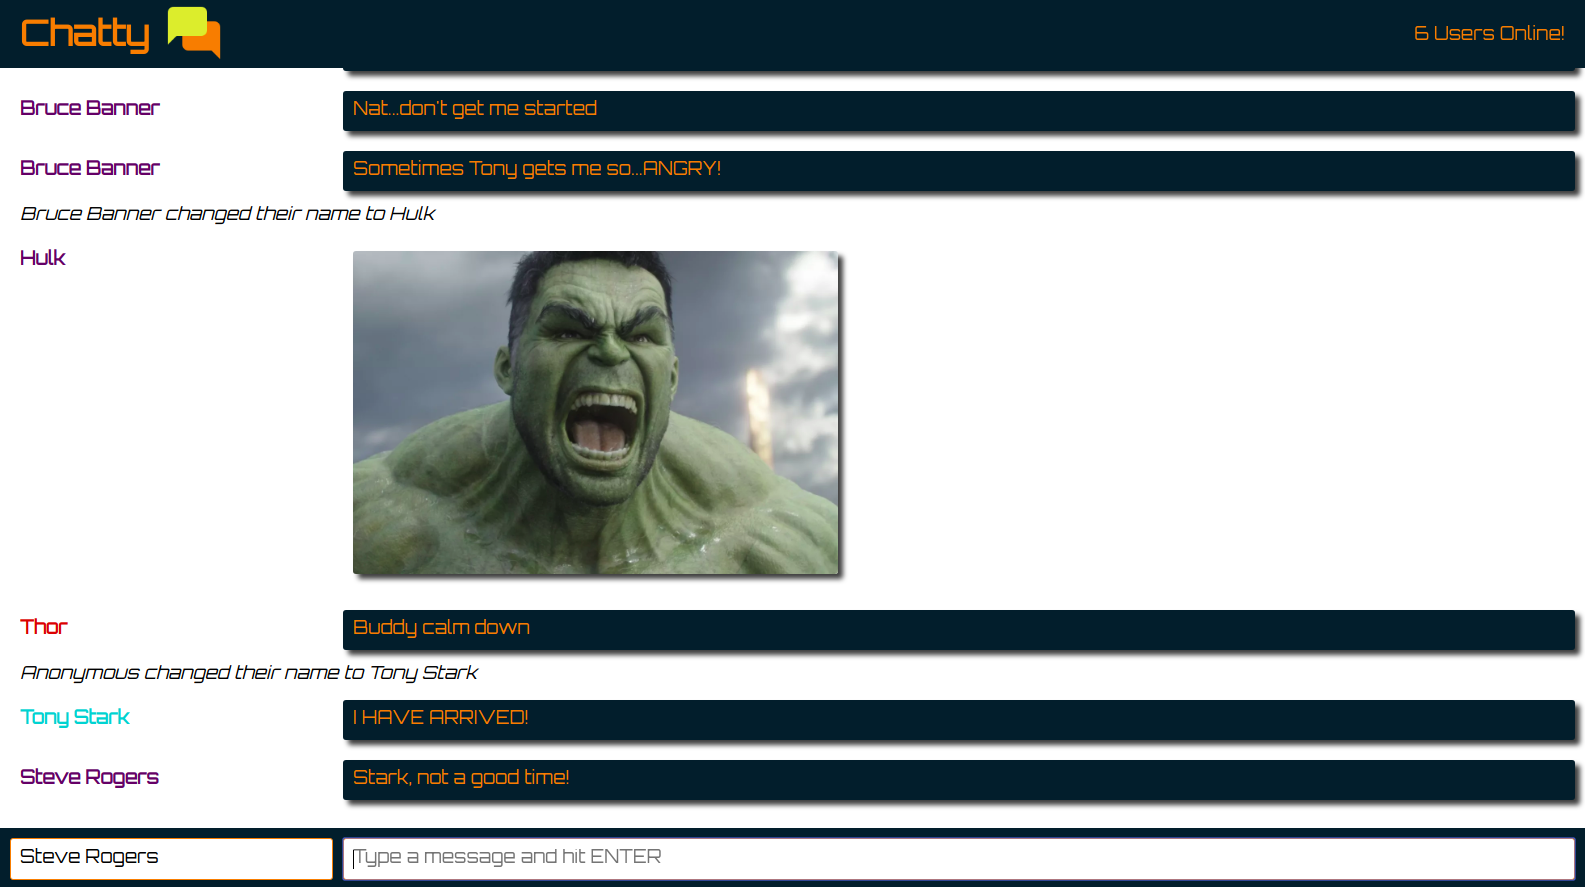 Chatty
6 Users Online!
Bruce Banner
Nat...don't get me started
Bruce Banner
Sometimes Tony gets me so...ANGRY!
Bruce Banner changed their name to Hulk
Hulk
Thor
Buddy calm down
Anonymous changed their name to Tony Stark
Tony Stark
I HAVE ARRIVED!
Steve Rogers
Stark, not a good time!
Steve Rogers
Type a message and hit ENTER